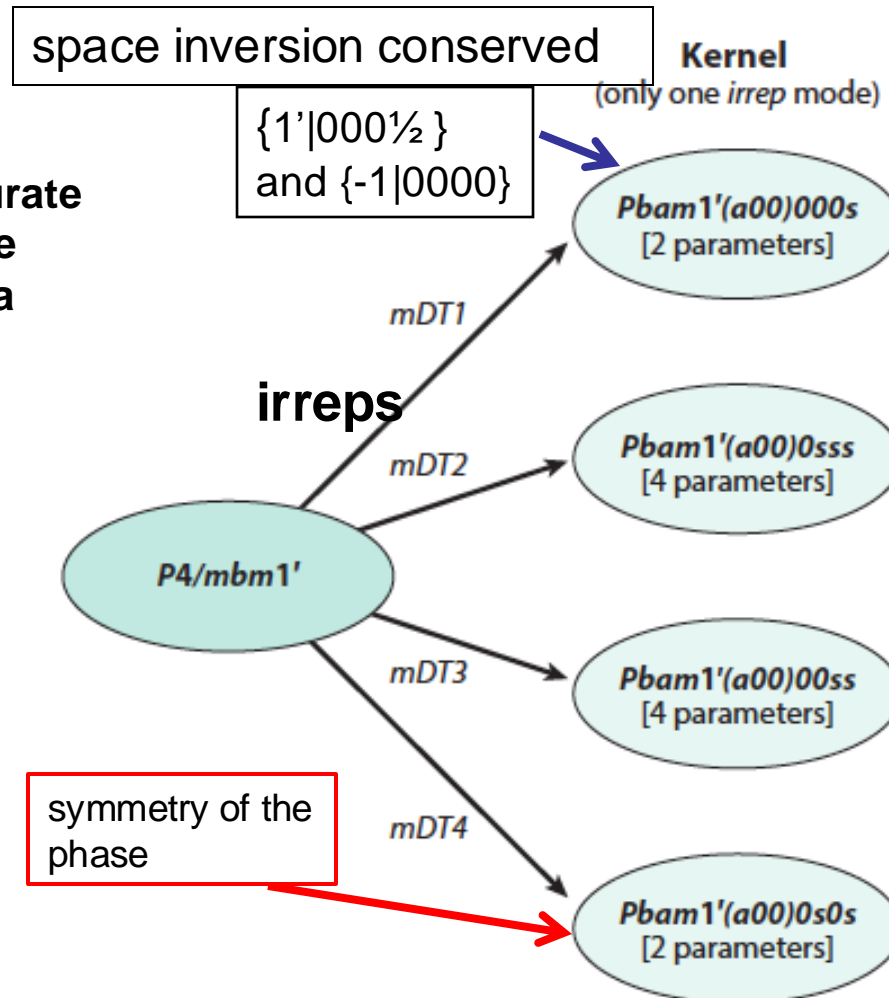 space inversion conserved
Kernel
(only one irrep mode)
{1’|000½ }
and {-1|0000}
Pbam1'(a00)000s
[2 parameters]
mDT1
irreps
mDT2
Pbam1'(a00)0sss
[4 parameters]
P4/mbm1'
mDT3
Pbam1'(a00)00ss
[4 parameters]
symmetry of the
phase
mDT4
Pbam1'(a00)0s0s
[2 parameters]